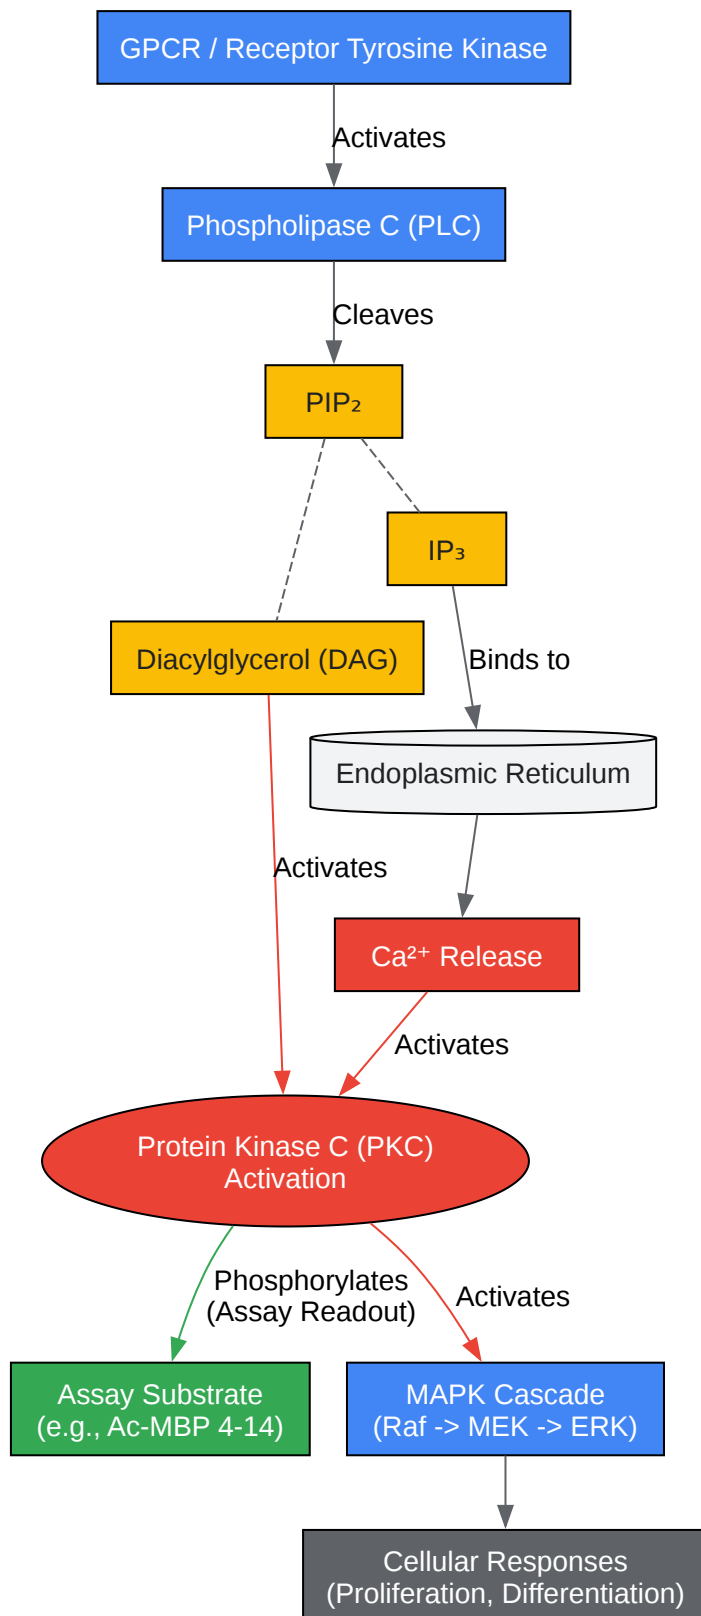 GPCR / Receptor Tyrosine Kinase
Activates
Phospholipase C (PLC)
Cleaves
PIP₂
IP₃
Diacylglycerol (DAG)
Binds to
Endoplasmic Reticulum
Activates
Ca²⁺ Release
Activates
Protein Kinase C (PKC)
Activation
Phosphorylates
(Assay Readout)
Activates
Assay Substrate
(e.g., Ac-MBP 4-14)
MAPK Cascade
(Raf -> MEK -> ERK)
Cellular Responses
(Proliferation, Differentiation)